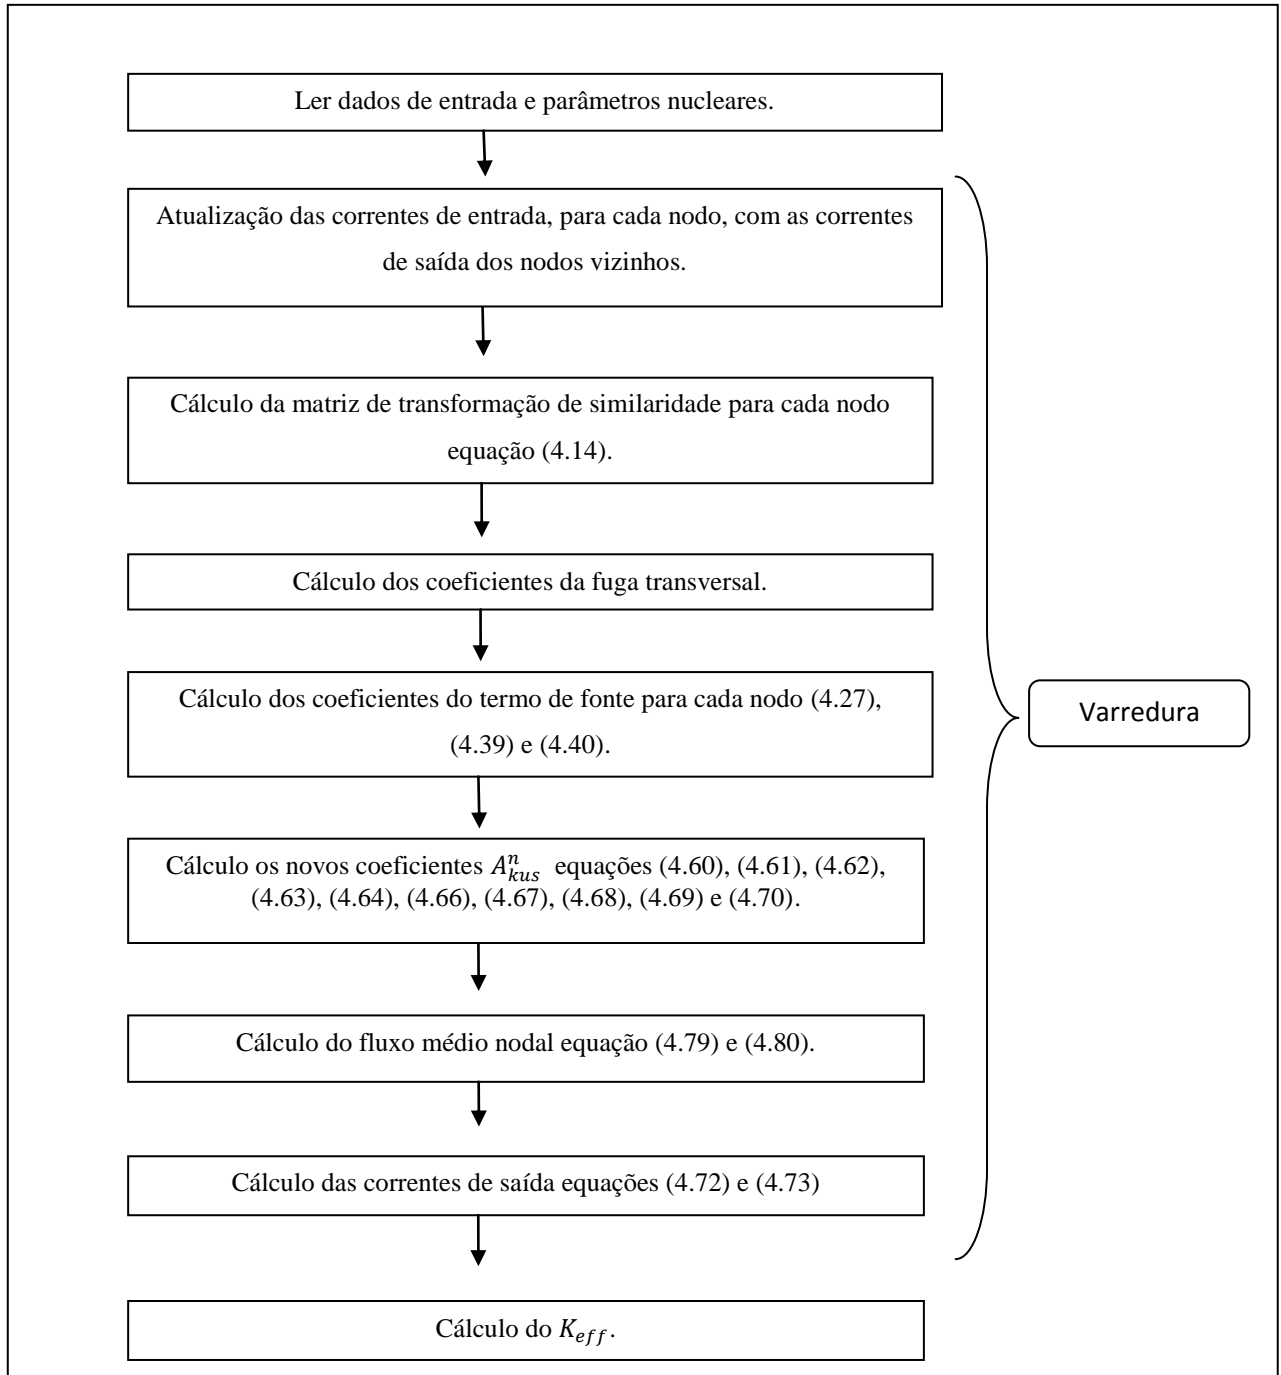 Ler dados de entrada e parâmetros nucleares.
Atualização das correntes de entrada, para cada nodo, com as correntes
de saída dos nodos vizinhos.
Cálculo da matriz de transformação de similaridade para cada nodo
equação (4.14).
Cálculo dos coeficientes da fuga transversal.
Cálculo dos coeficientes do termo de fonte para cada nodo (4.27),
(4.39) e (4.40).
Varredura
Cálculo os novos coeficientes $A_{kus}^{n}$ equações (4.60), (4.61), (4.62),
(4.63), (4.64), (4.66), (4.67), (4.68), (4.69) e (4.70).
Cálculo do fluxo médio nodal equação (4.79) e (4.80).
Cálculo das correntes de saída equações (4.72) e (4.73)
Cálculo do $K_{eff}$.